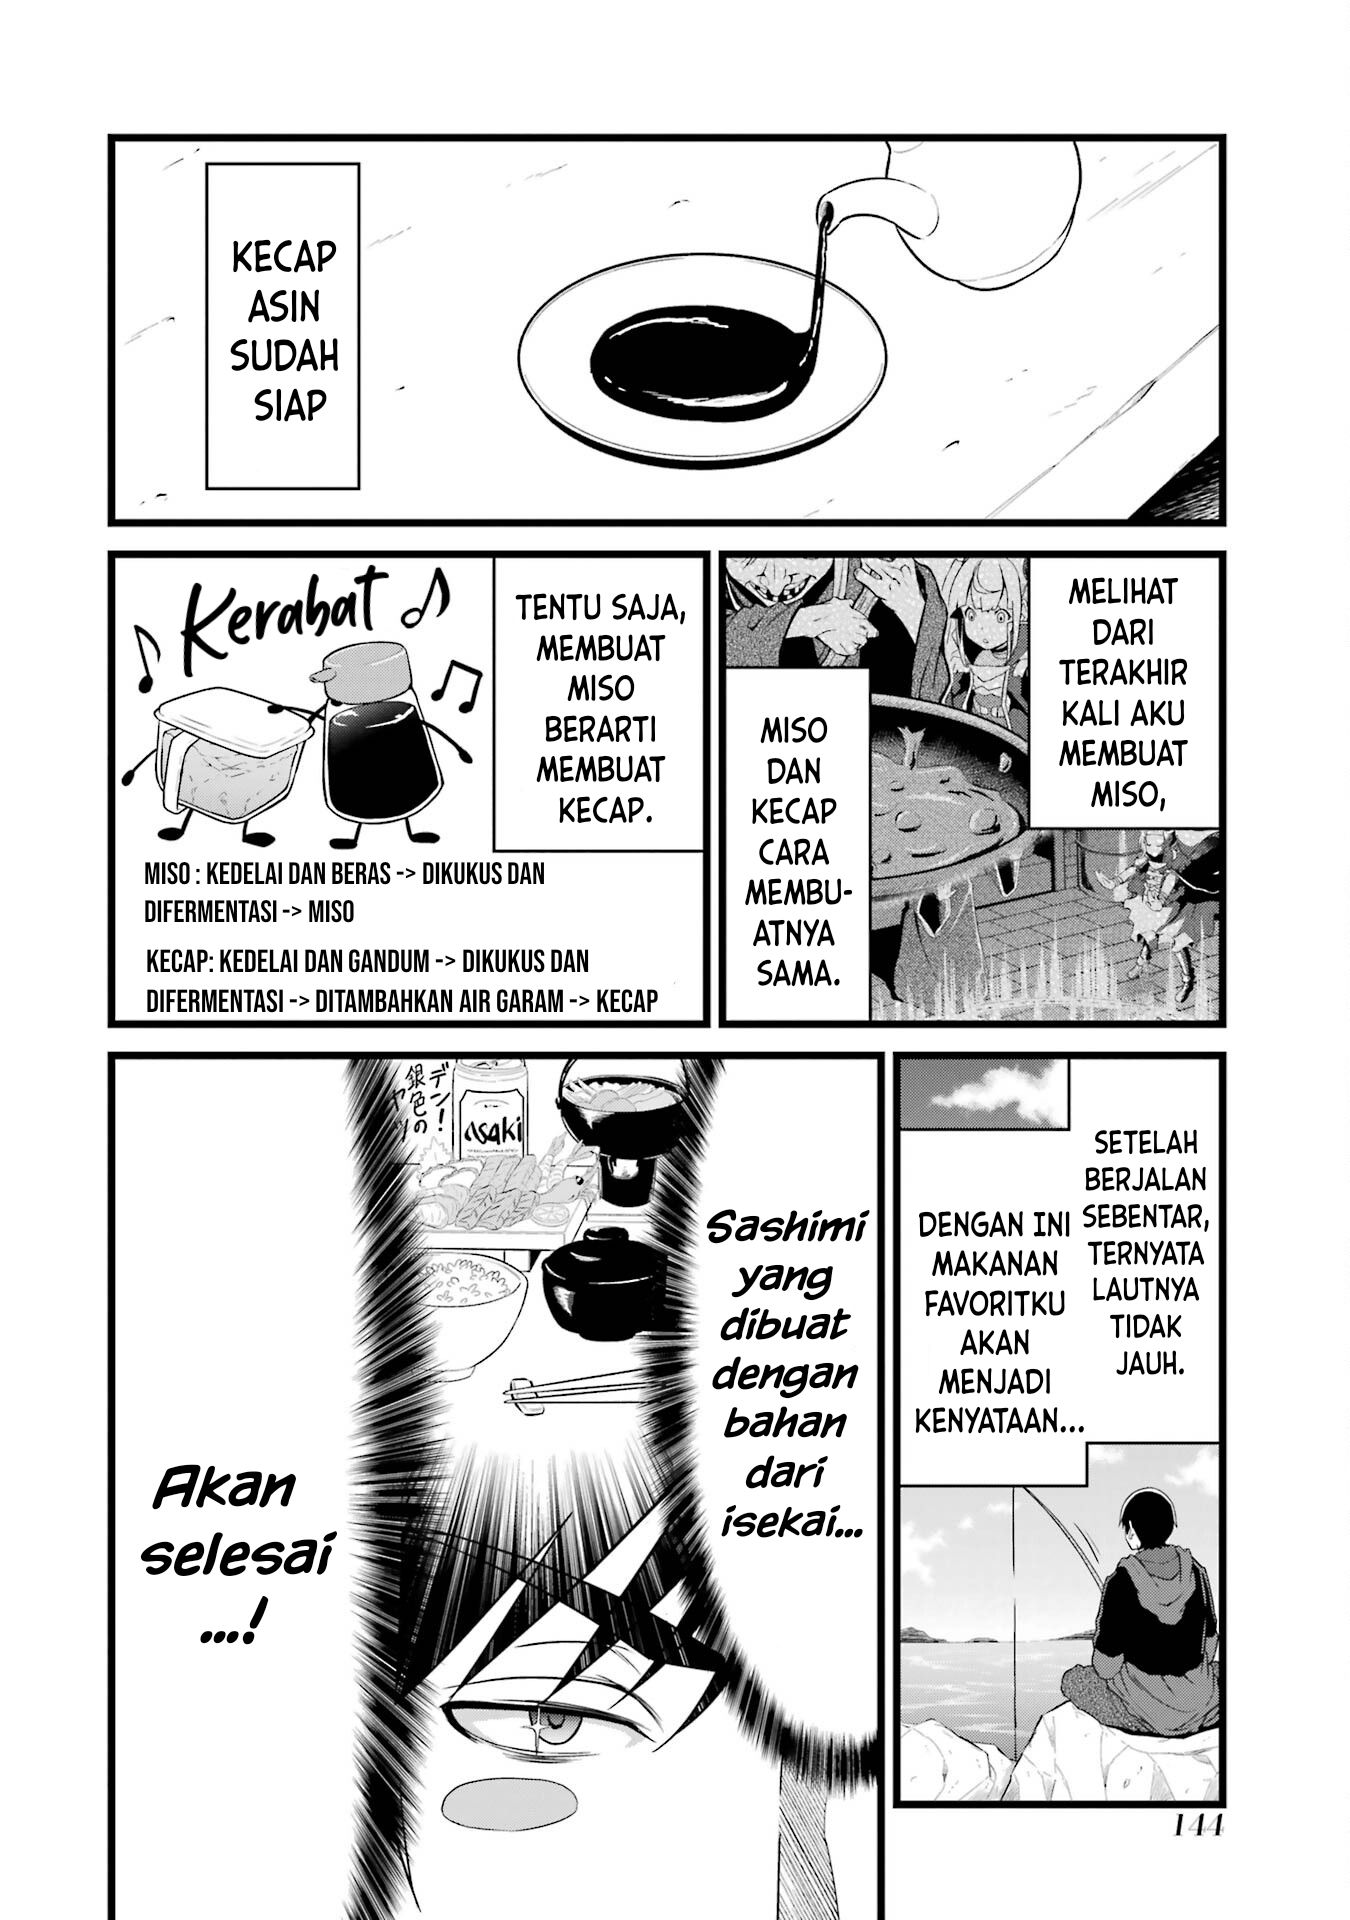 KECAP
ASIN
SUDAH
SIAP
MELIHAT
DARI
TERAKHIR
KALI AKU
MEMBUAT
MISO,
MISO
DAN
KECAP
CARA
MEMBU-
ATNYA
SAMA.
TENTU SAJA,
MEMBUAT
MISO
BERARTI
MEMBUAT
KECAP.
Kerabat
MISO : KEDELAI DAN BERAS -> DIKUKUS DAN
DIFERMENTASI -> MISO
KECAP: KEDELAI DAN GANDUM -> DIKUKUS DAN
DIFERMENTASI -> DITAMBAHKAN AIR GARAM -> KECAP
SETELAH
BERJALAN
SEBENTAR,
TERNYATA
LAUTNYA
TIDAK
JAUH.
DENGAN INI
MAKANAN
FAVORITKU
AKAN
MENJADI
KENYATAAN...
デン!
銀色の
ヤツ
Asaki
Sashimi
yang
dibuat
dengan
bahan
dari
isekai...
Akan
selesai
...!
144